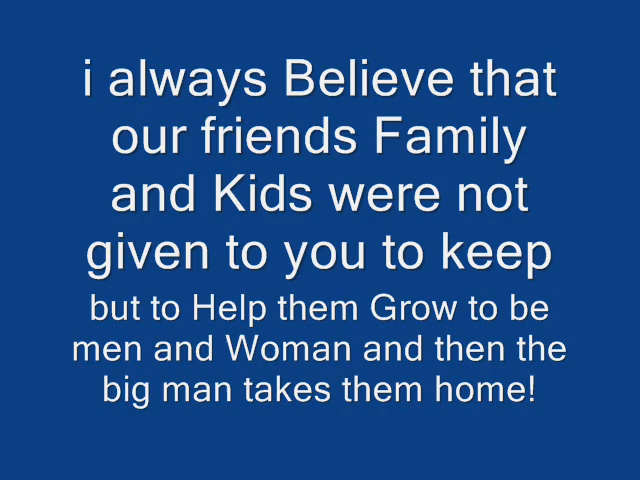 i always Believe that
our friends Family
and Kids were not
given to you to keep
but to Help them Grow to be
men and Woman and then the
big man takes them home!